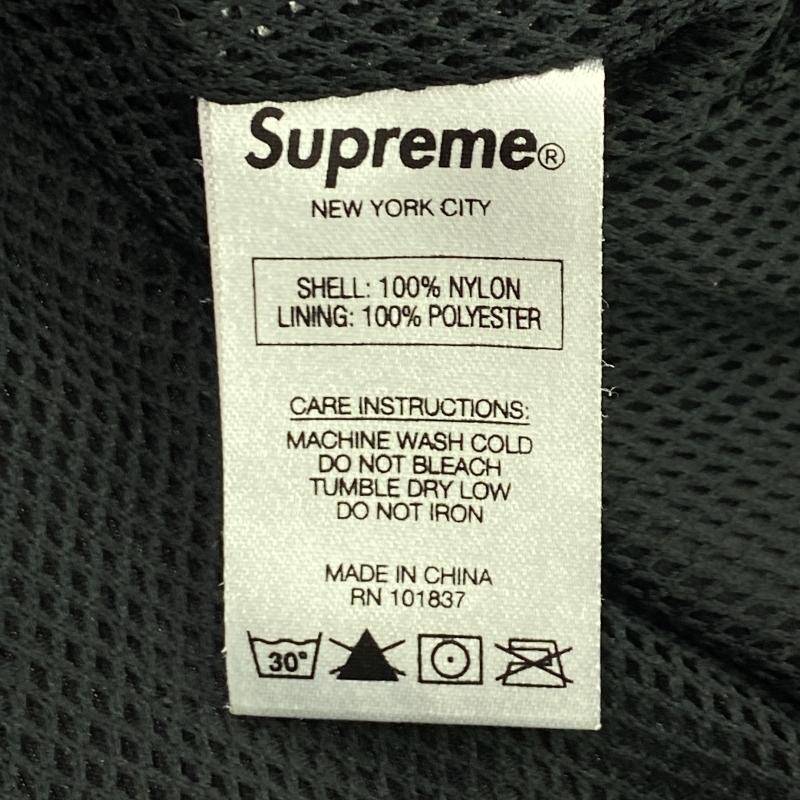 Supreme®
NEW YORK CITY
SHELL: 100% NYLON
LINING: 100% POLYESTER
CARE INSTRUCTIONS:
MACHINE WASH COLD
DO NOT BLEACH
TUMBLE DRY LOW
DO NOT IRON
MADE IN CHINA
RN 101837
30°